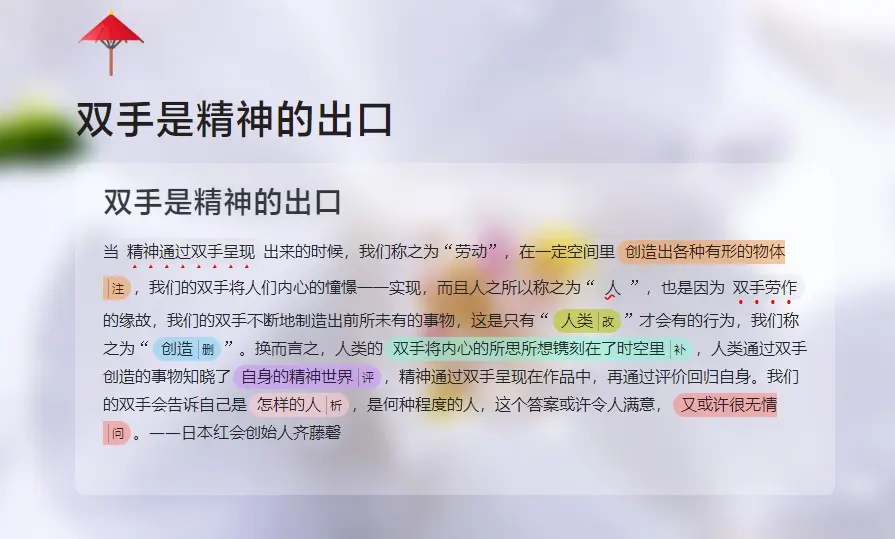 双手是精神的出口
双手是精神的出口
当 精神通过双手呈现 出来的时候，我们称之为“劳动”，在一定空间里 创造出各种有形的物体
注 ，我们的双手将人们内心的憧憬一一实现，而且人之所以称之为“ 人 ”，也是因为 双手劳作
的缘故，我们的双手不断地制造出前所未有的事物，这是只有“ 人类 改 ”才会有的行为，我们称
之为“ 创造 删 ”。换而言之，人类的 双手将内心的所思所想镌刻在了时空里 补 ，人类通过双手
创造的事物知晓了 自身的精神世界 评 ，精神通过双手呈现在作品中，再通过评价回归自身。我们
的双手会告诉自己是 怎样的人 析 ，是何种程度的人，这个答案或许令人满意， 又或许很无情
问 。——日本红会创始人齐藤磬